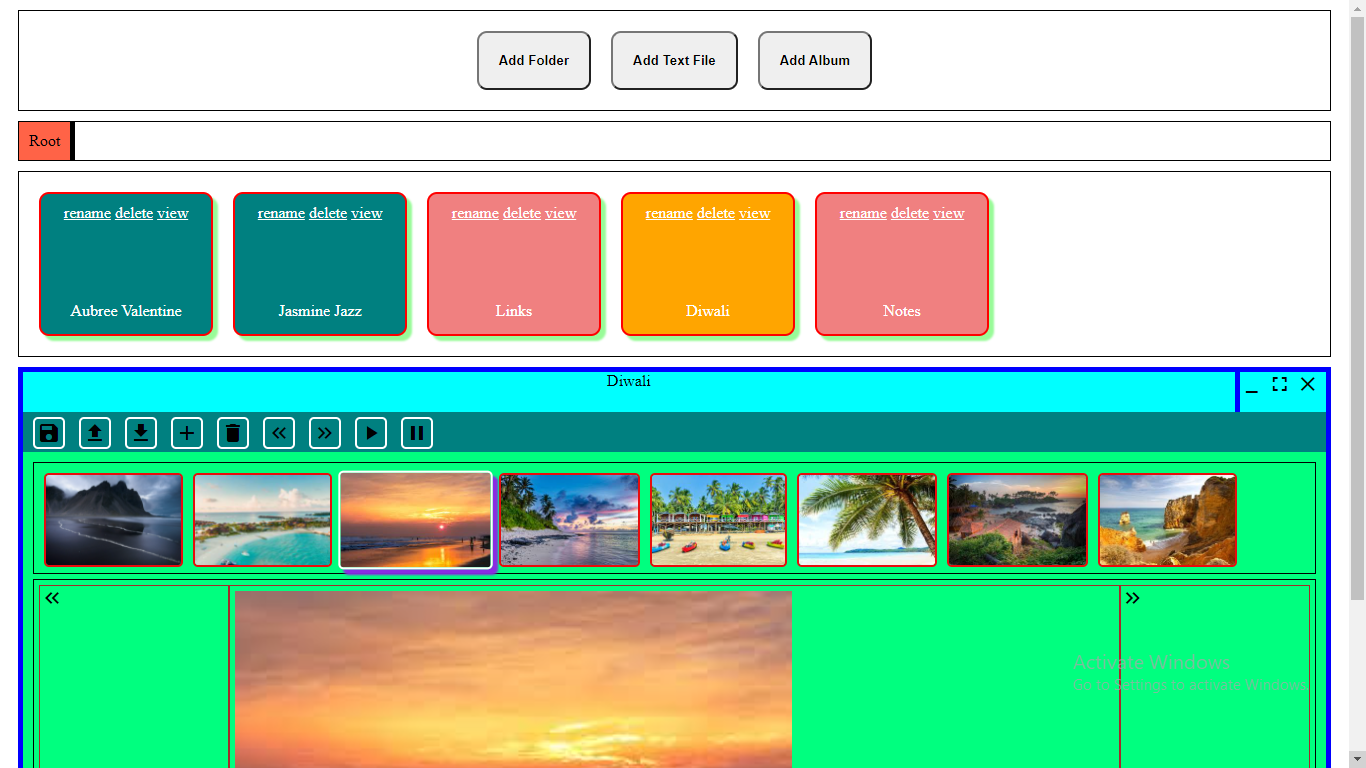 Add Folder Add Text File Add Album
Root
rename delete view rename delete view rename delete view rename delete view rename delete view
Aubree Valentine Jasmine Jazz Links Diwali Notes
Diwali
Activate Windows
Go to Settings to activate Windows.